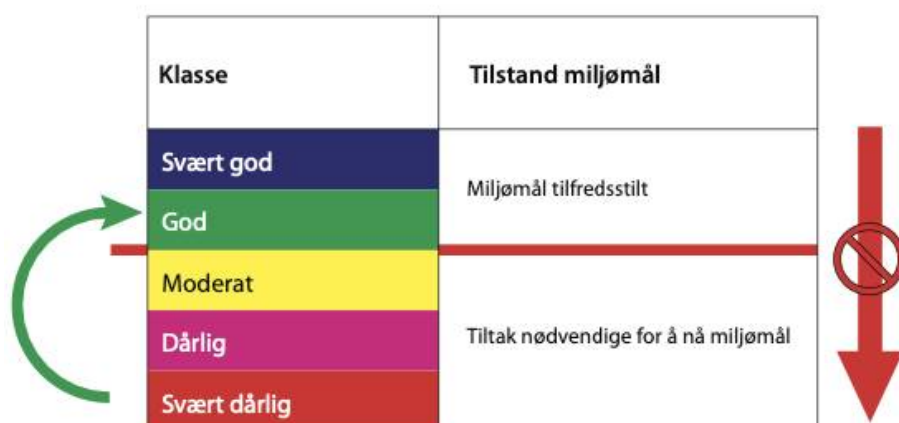 Klasse
Tilstand miljømål
Svært god
Miljømål tilfredsstilt
God
Moderat
Dårlig
Tiltak nødvendige for å nå miljømål
Svært dårlig